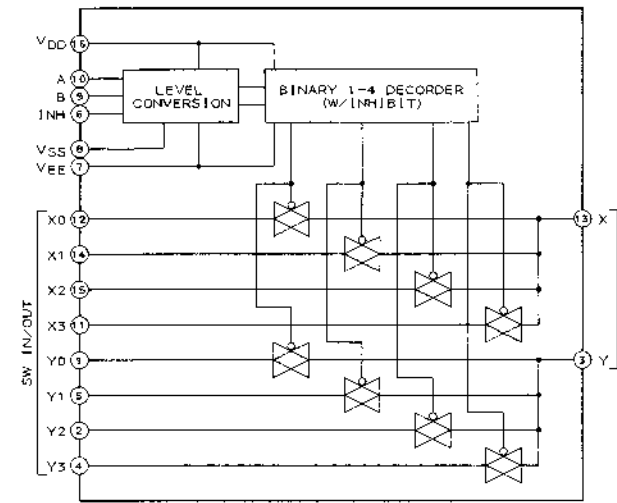 VDD 16
A 10
B 9
INH 6
VSS 8
VEE 7
LEVEL
CONVERSION
BINARY 1-4 DECORDER
(W/INHIBIT)
SW IN/OUT
X0 12
X1 14
X2 15
X3 11
Y0
Y1 5
Y2 2
Y3 4
13 X
3 Y